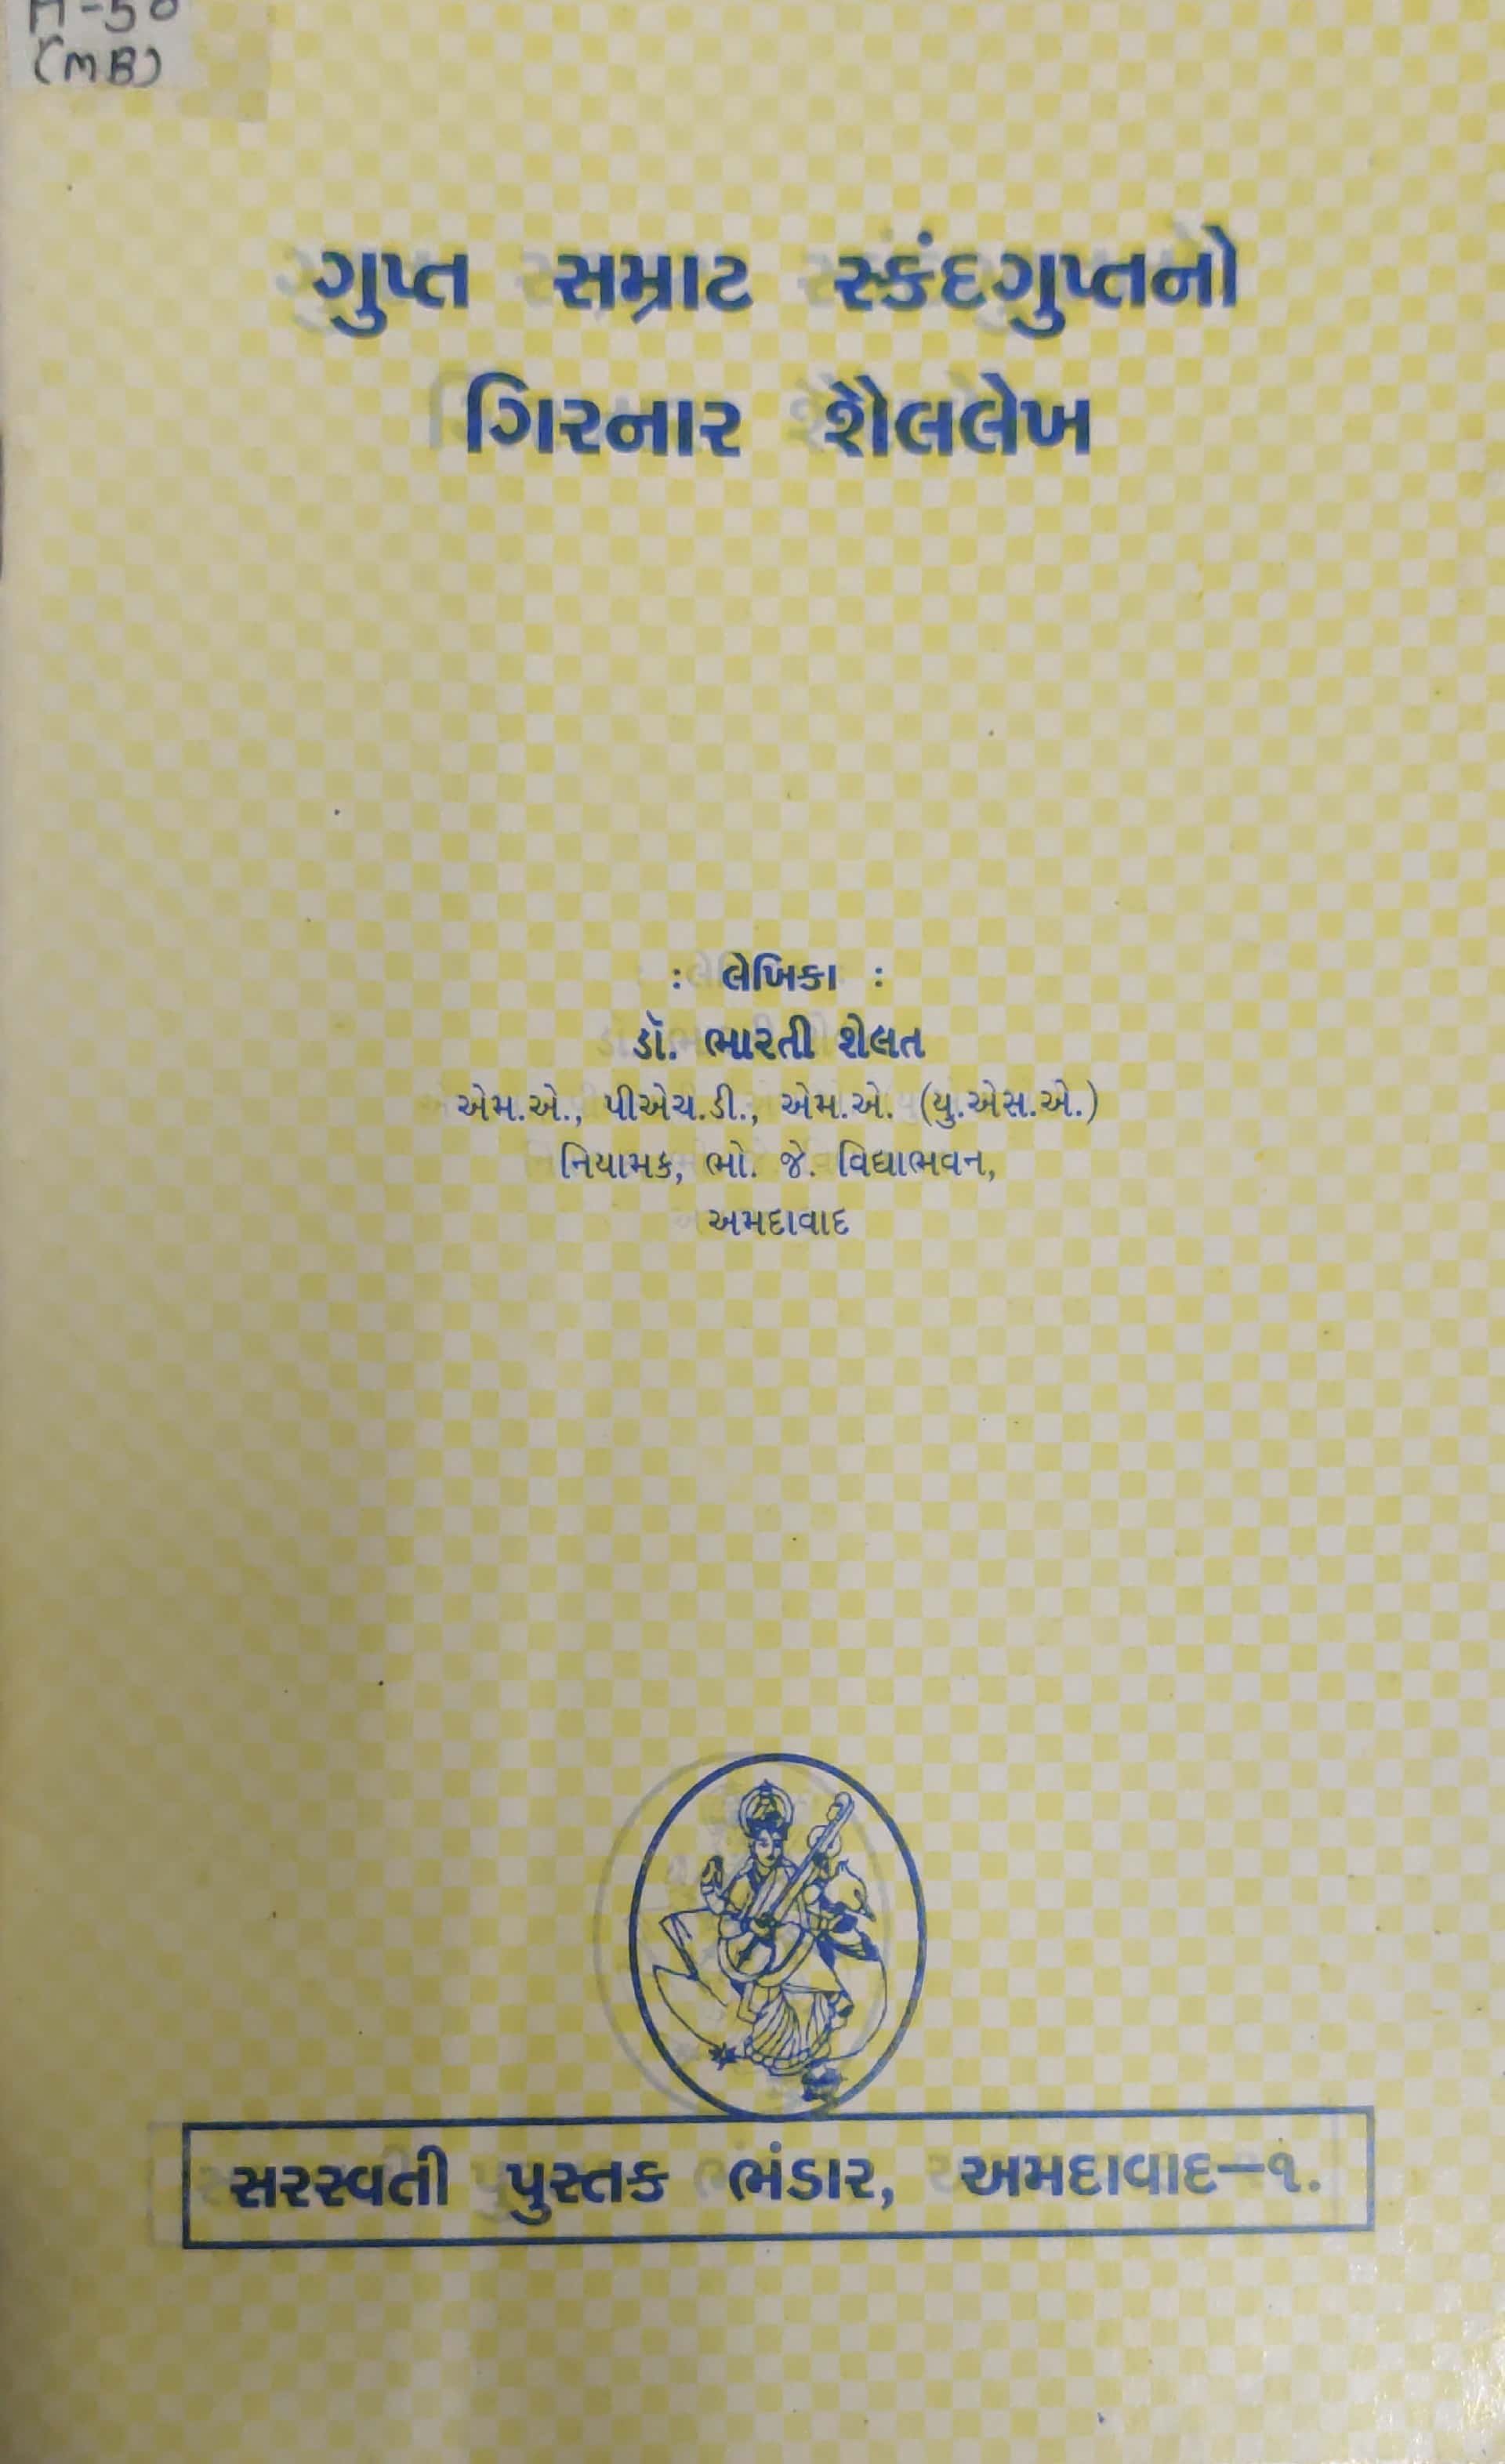 (MB)
ગુપ્ત સમ્રાટ સ્કંદગુપ્તનો
ગિરનાર શૈલલેખ
: લેખિકા :
ડૉ. ભારતી શેલત
એમ.એ., પીએચ.ડી., એમ.એ. (યુ.એસ.એ.)
નિયામક, ભો. જે. વિદ્યાભવન,
અમદાવાદ
સરસ્વતી પુસ્તક ભંડાર, અમદાવાદ–૧.